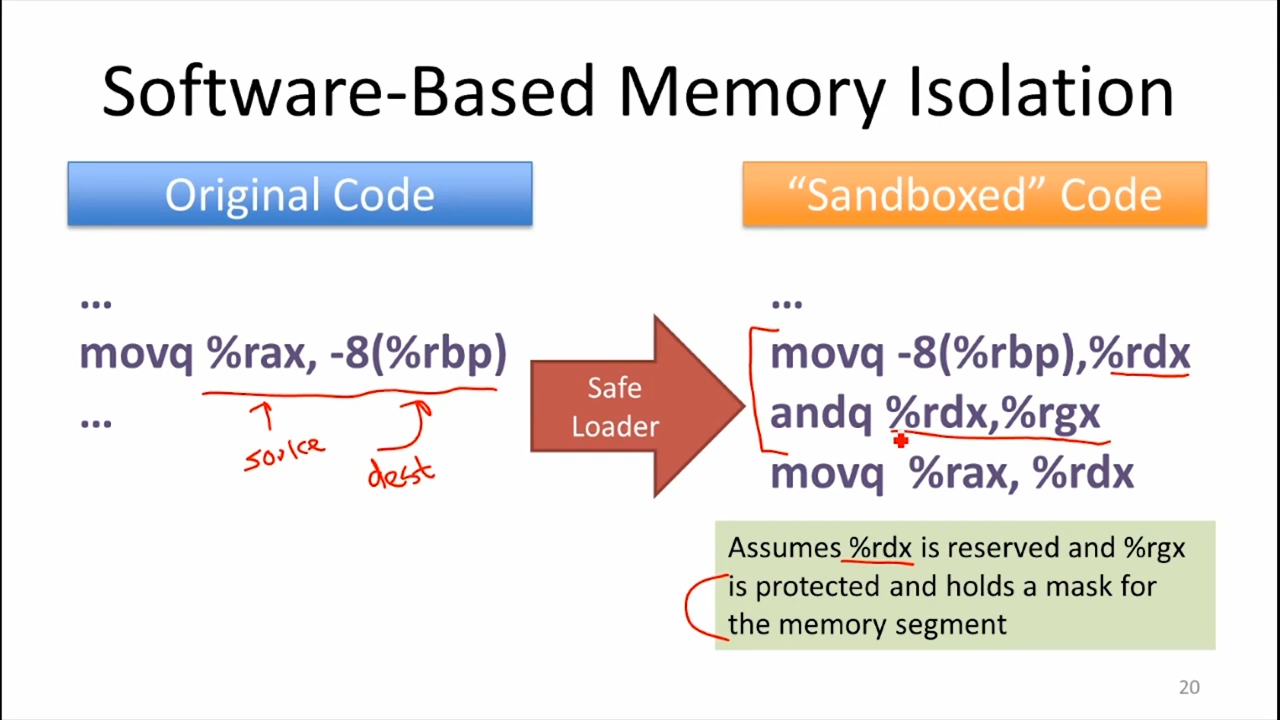 Software-Based Memory Isolation
Original Code
“Sandboxed” Code
...
movq %rax, -8(%rbp)
...
source
dest
Safe
Loader
...
movq -8(%rbp),%rdx
andq %rdx,%rgx
movq %rax, %rdx
Assumes %rdx is reserved and %rgx
is protected and holds a mask for
the memory segment
20